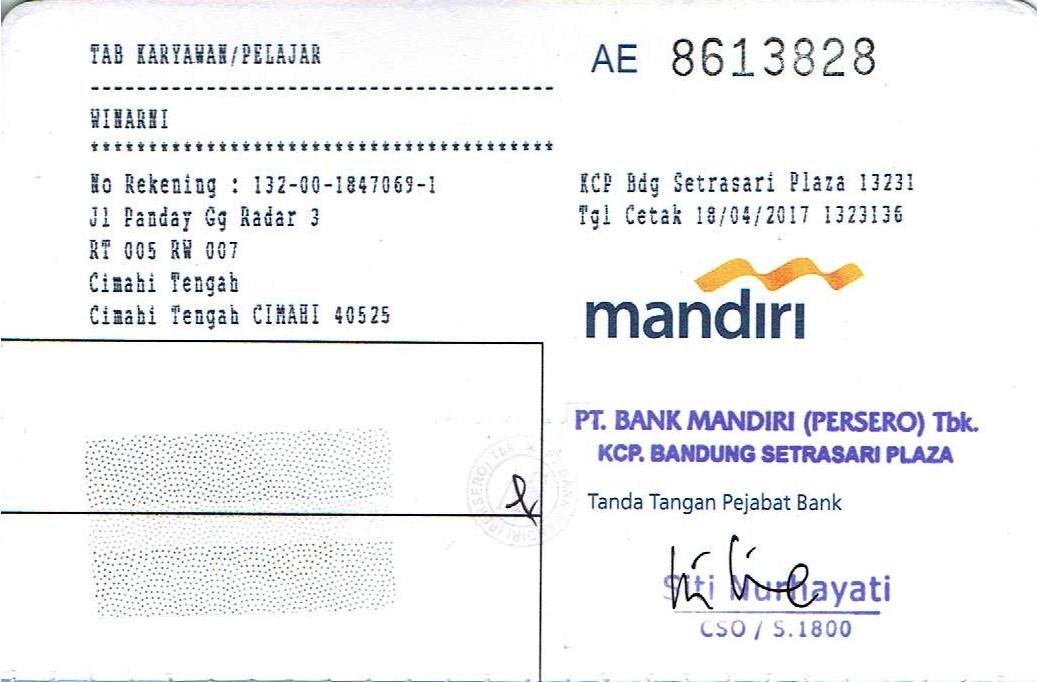 TAB KARYAWAN/PELAJAR
WINARNI
No Rekening : 132-00-1847069-1
Jl Panday Gg Radar 3
RT 005 RW 007
Cimahi Tengah
Cimahi Tengah CIMAHI 40525
AE 8613828
KCP Bdg Setrasari Plaza 13231
Tgl Cetak 18/04/2017 1323136
mandiri
PT. BANK MANDIRI (PERSERO) Tbk.
KCP. BANDUNG SETRASARI PLAZA
Tanda Tangan Pejabat Bank
Siti Nurhayati
CSO / S.1800